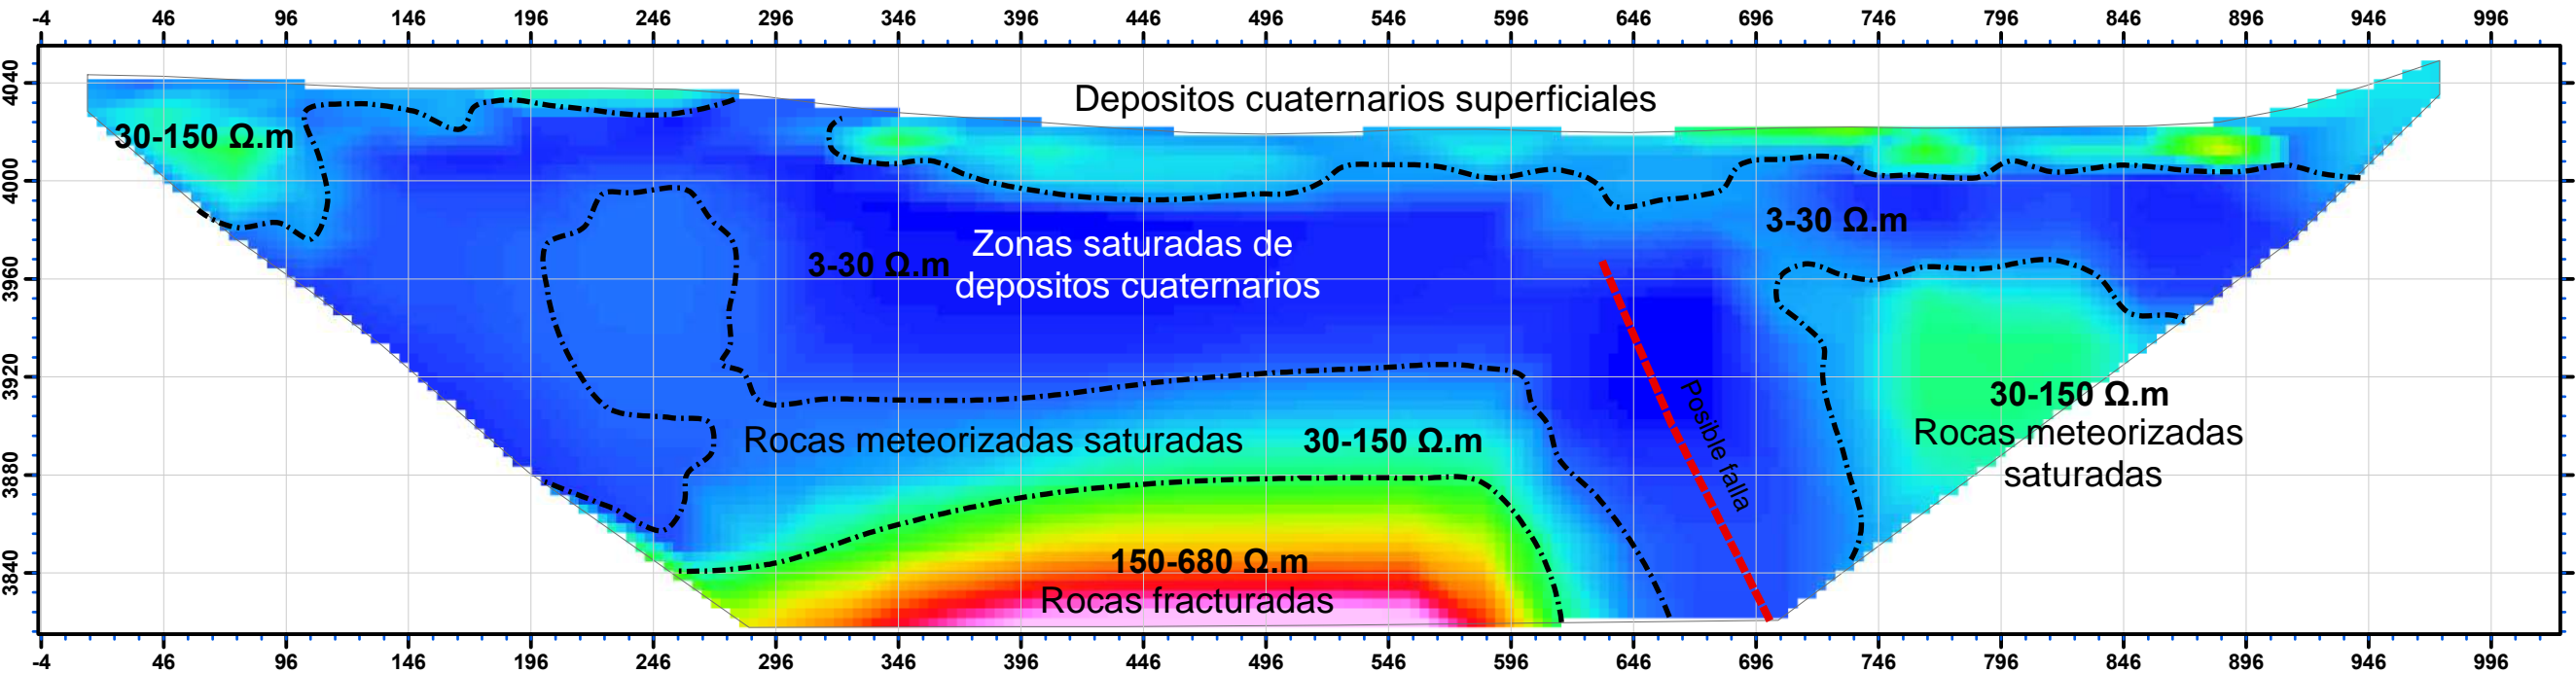 -4 46 96 146 196 246 296 346 396 446 496 546 596 646 696 746 796 846 896 946 996
4040
4000
3960
3920
3880
3840
Depositos cuaternarios superficiales
30-150 Ω.m
3-30 Ω.m
3-30 Ω.m
Zonas saturadas de
depositos cuaternarios
Posible falla
30-150 Ω.m
Rocas meteorizadas
saturadas
Rocas meteorizadas saturadas 30-150 Ω.m
150-680 Ω.m
Rocas fracturadas
-4 46 96 146 196 246 296 346 396 446 496 546 596 646 696 746 796 846 896 946 996